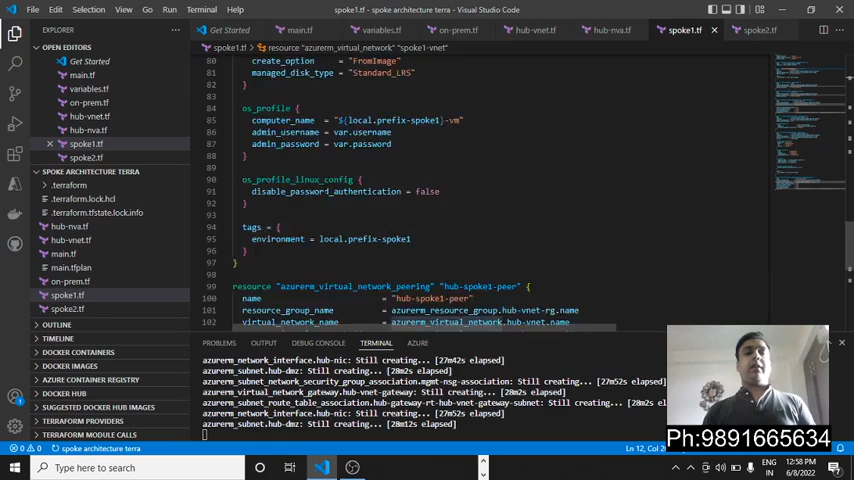 File Edit Selection View Go Run Terminal Help
spoke1.tf - spoke architecture terra - Visual Studio Code
EXPLORER
OPEN EDITORS
Get Started
main.tf
variables.tf
on-prem.tf
hub-vnet.tf
hub-nva.tf
spoke1.tf
spoke2.tf
SPOKE ARCHITECTURE TERRA
.terraform
.terraform.lock.hcl
.terraform.tfstate.lock.info
hub-nva.tf
hub-vnet.tf
main.tf
main.tfplan
on-prem.tf
spoke1.tf
spoke2.tf
OUTLINE
TIMELINE
DOCKER CONTAINERS
DOCKER IMAGES
AZURE CONTAINER REGISTRY
DOCKER HUB
SUGGESTED DOCKER HUB IMAGES
TERRAFORM PROVIDERS
TERRAFORM MODULE CALLS
Get Started main.tf variables.tf on-prem.tf hub-vnet.tf hub-nva.tf spoke1.tf spoke2.tf
spoke1.tf > resource "azurerm_virtual_network" "spoke1-vnet"
80 create_option = "FromImage"
81 managed_disk_type = "Standard_LRS"
82 }
83
84 os_profile {
85 computer_name = "${local.prefix-spoke1}-vm"
86 admin_username = var.username
87 admin_password = var.password
88 }
89
90 os_profile_linux_config {
91 disable_password_authentication = false
92 }
93
94 tags = {
95 environment = local.prefix-spoke1
96 }
97 }
98
99 resource "azurerm_virtual_network_peering" "hub-spoke1-peer" {
100 name = "hub-spoke1-peer"
101 resource_group_name = azurerm_resource_group.hub-vnet-rg.name
102 virtual_network_name = azurerm_virtual_network.hub-vnet.name
PROBLEMS OUTPUT DEBUG CONSOLE TERMINAL AZURE
azurerm_network_interface.hub-nic: Still creating... [27m42s elapsed]
azurerm_subnet.hub-dmz: Still creating... [28m2s elapsed]
azurerm_subnet_network_security_group_association.mgmt-nsg-association: Still creating... [27m52s elapsed]
azurerm_virtual_network_gateway.hub-vnet-gateway: Still creating... [28m2s elapsed]
azurerm_subnet_route_table_association.hub-gateway-rt-hub-vnet-gateway-subnet: Still creating... [28m2s ela
azurerm_network_interface.hub-nic: Still creating... [27m52s elapsed]
azurerm_subnet.hub-dmz: Still creating... [28m12s elapsed]
Ph:9891665634
0 0 spoke architecture terra
Type here to search
ENG
IN
12:58 PM
6/8/2022